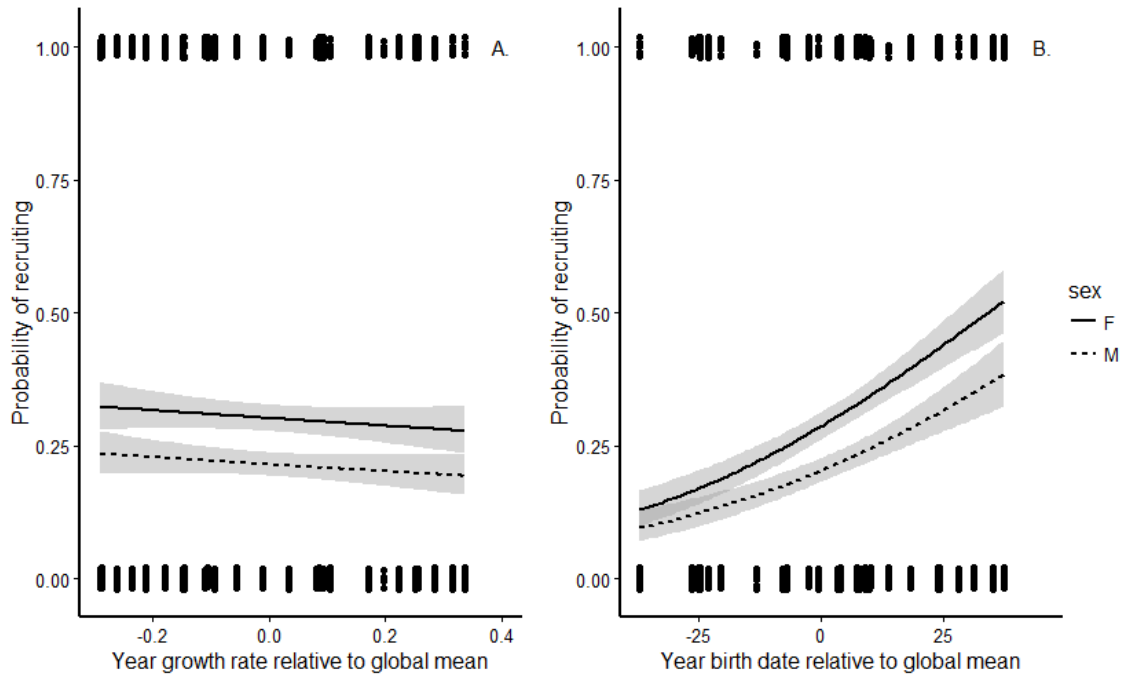 A.
1.00
0.75
0.50
0.25
0.00
Probability of recruiting
-0.2
0.0
0.2
0.4
Year growth rate relative to global mean
B.
1.00
0.75
0.50
0.25
0.00
Probability of recruiting
-25
0
25
Year birth date relative to global mean
sex
F
M